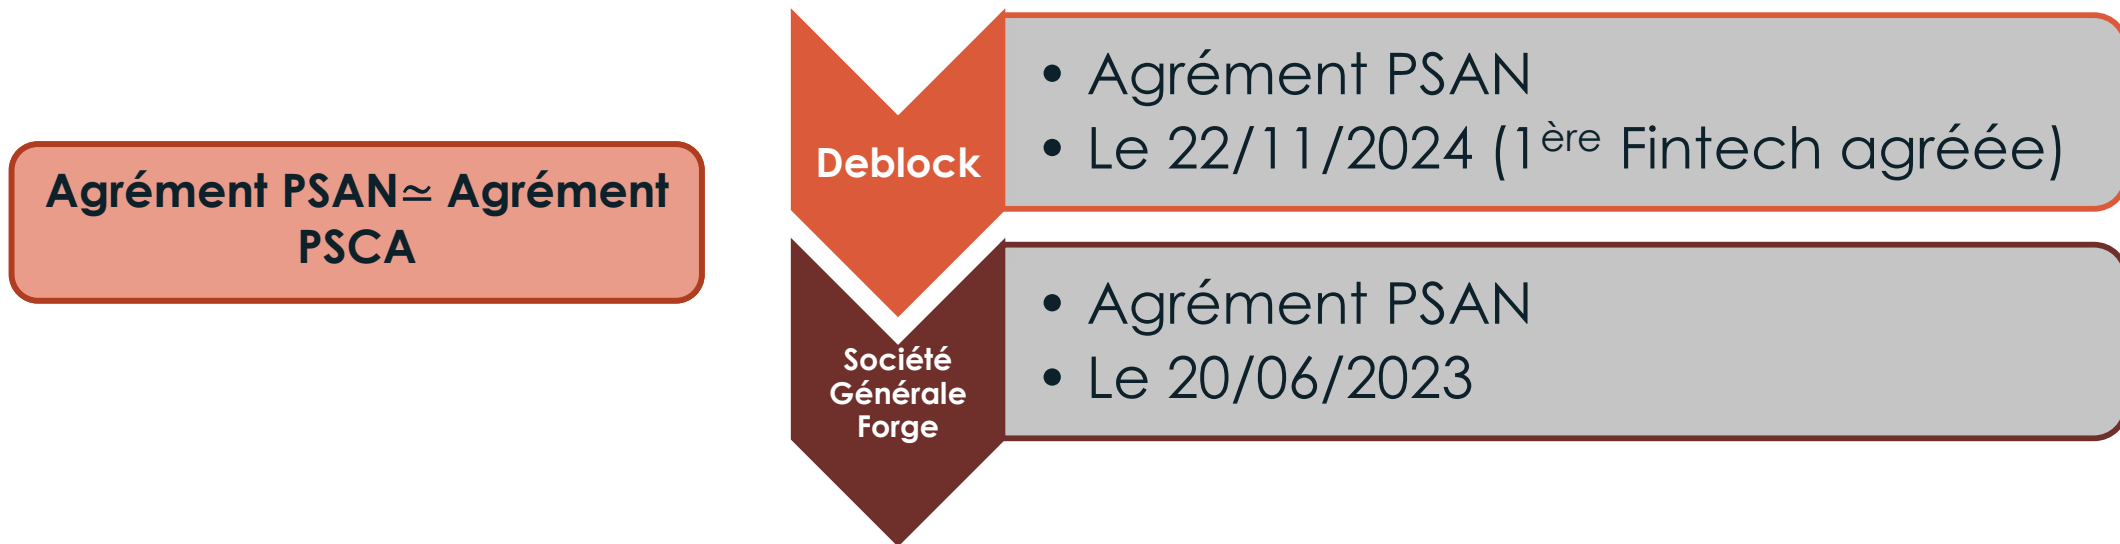 Agrément PSAN≃ Agrément
PSCA
Deblock
• Agrément PSAN
• Le 22/11/2024 (1ère Fintech agréée)
Société
Générale
Forge
• Agrément PSAN
• Le 20/06/2023